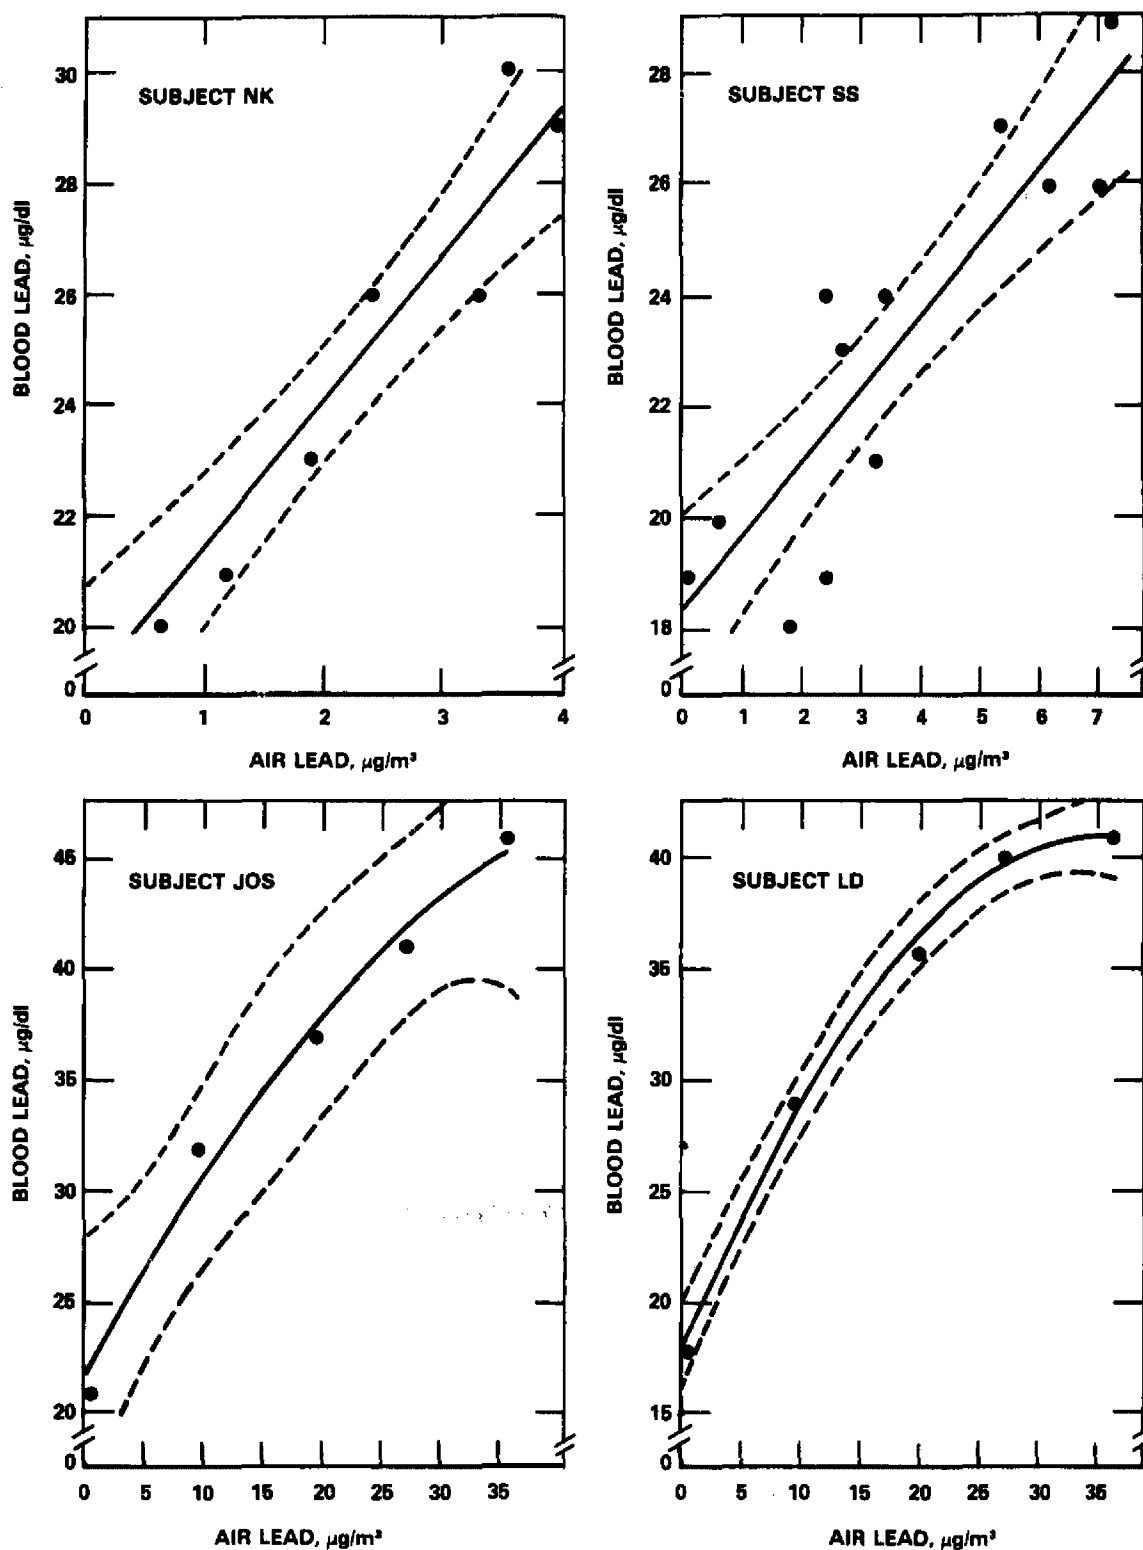 SUBJECT NK
BLOOD LEAD, µg/dl
30
28
26
24
22
20
0
0 1 2 3 4
AIR LEAD, µg/m³
SUBJECT SS
BLOOD LEAD, µg/dl
28
26
24
22
20
18
0
0 1 2 3 4 5 6 7
AIR LEAD, µg/m³
SUBJECT JOS
BLOOD LEAD, µg/dl
45
40
35
30
25
20
0
0 5 10 15 20 25 30 35
AIR LEAD, µg/m³
SUBJECT LD
BLOOD LEAD, µg/dl
40
35
30
25
20
15
0
0 5 10 15 20 25 30 35
AIR LEAD, µg/m³